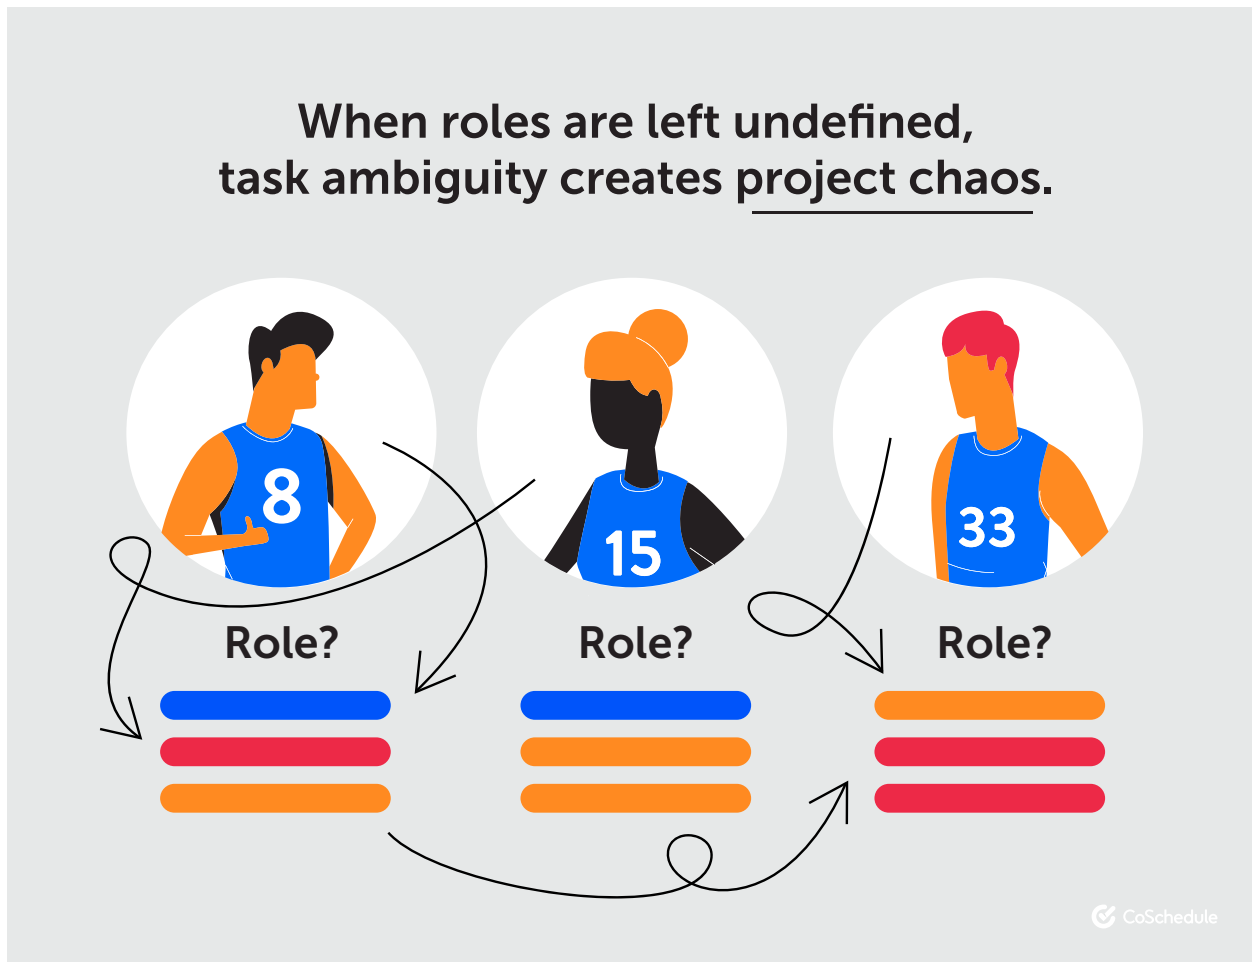 When roles are left undefined,
task ambiguity creates project chaos.
8
15
33
Role?
Role?
Role?
CoSchedule